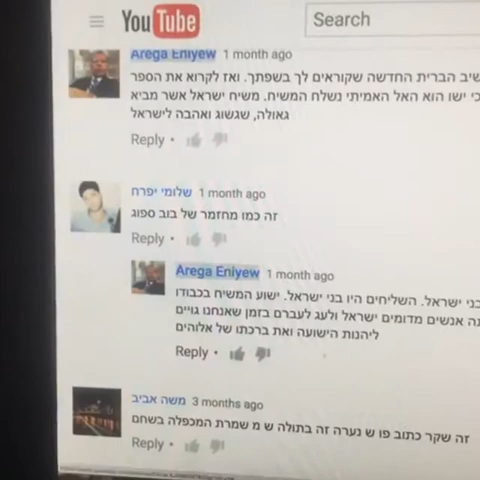 YouTube
Search
Arega Eniyew 1 month ago
שיב הברית החדשה שקוראים לך בשפתך. ואז לקרוא את הספר
כי ישו הוא האל האמיתי נשלח המשיח. משיח ישראל אשר מביא
גאולה, שגשוג ואהבה לישראל
Reply •
שלומי יפרח 1 month ago
זה כמו מחזמר של בוב ספוג
Reply •
Arega Eniyew 1 month ago
בני ישראל. השליחים היו בני ישראל. ישוע המשיח בכבודו
נה אנשים מדומים ישראל ולעג לעברם בזמן שאנחנו גויים
ליהנות הישועה ואת ברכתו של אלוהים
Reply •
משה אביב 3 months ago
זה שקר כתוב פו ש נערה זה בתולה ש מ שמרת המכפלה בשחם
Reply •